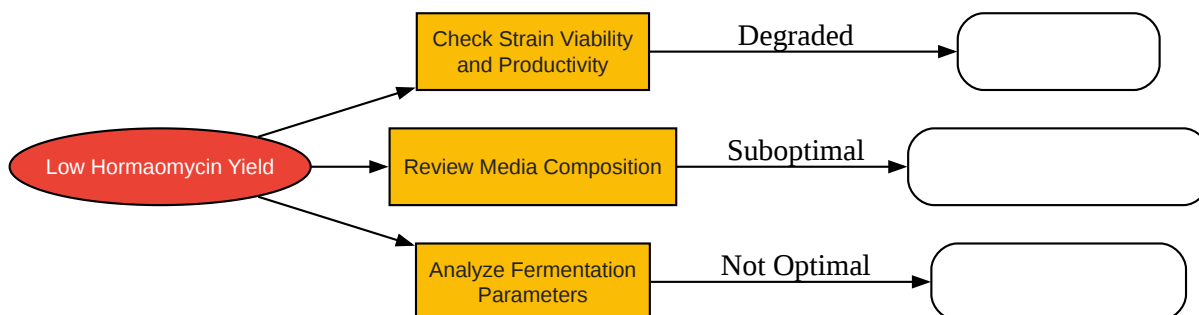 Check Strain Viability
and Productivity
Degraded
Low Hormaomycin Yield
Review Media Composition
Suboptimal
Analyze Fermentation
Parameters
Not Optimal